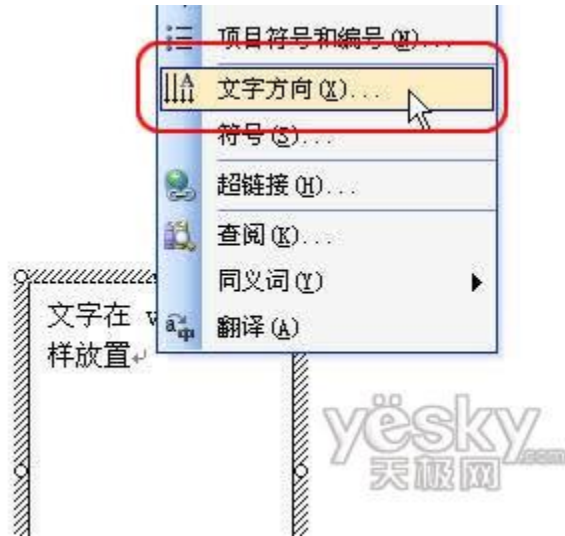 项目符号和编号(N)...
文字方向(X)...
符号(S)...
超链接(H)...
查阅(K)...
同义词(Y)
翻译(A)
文字在
样放置
yesky.com
天极网